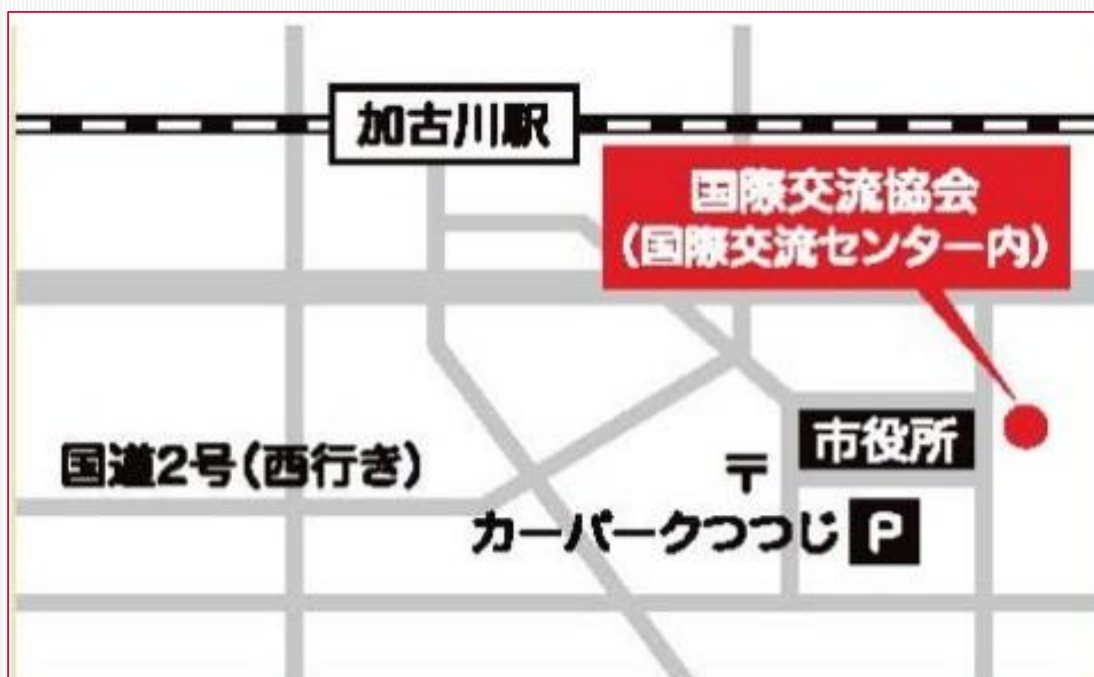 加古川駅
国際交流協会
(国際交流センター内)
国道2号(西行き)
市役所
〒
カーパークつつじ P